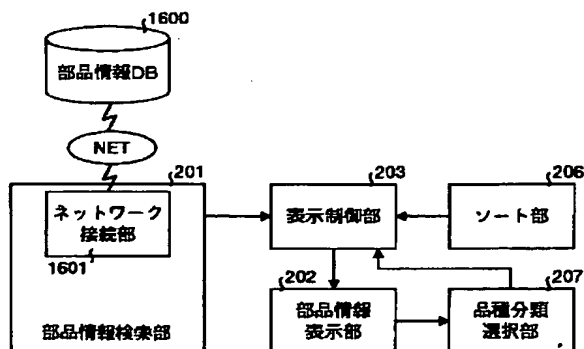 1600
部品情報DB
NET
201
ネットワーク
接続部
1601
部品情報検索部
203
表示制御部
206
ソート部
202
部品情報
表示部
207
品種分類
選択部